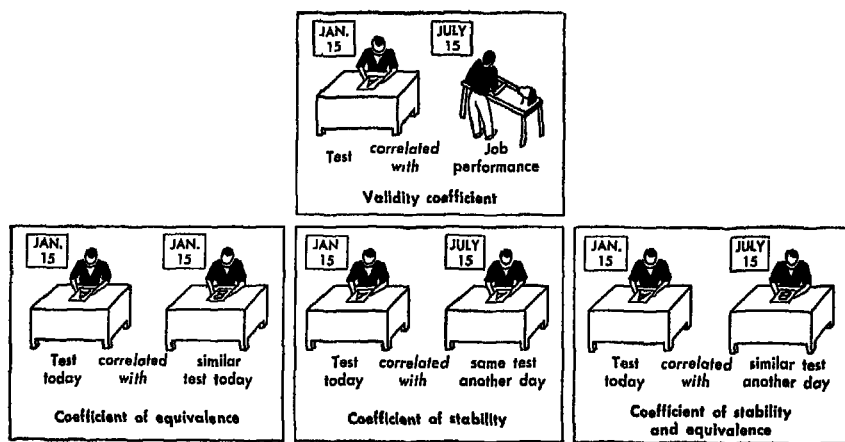 JAN. 15
JULY 15
Test correlated with Job performance
Validity coefficient
JAN. 15
JAN. 15
Test today correlated with similar test today
Coefficient of equivalence
JAN 15
JULY 15
Test today correlated with same test another day
Coefficient of stability
JAN. 15
JULY 15
Test today correlated with similar test another day
Coefficient of stability
and equivalence